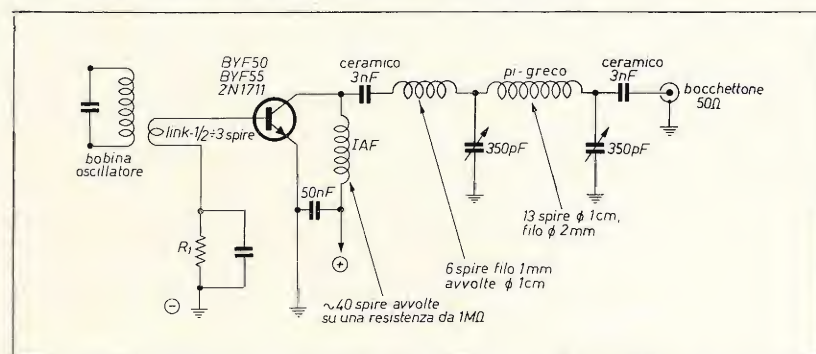 BYF50
BYF55
2N1711
ceramico
3nF
pi-greco
ceramico
3nF
bocchettone
50Ω
link-1/2÷3 spire
bobina
oscillatore
IAF
350pF
350pF
50nF
R1
+
−
13 spire ϕ 1cm,
filo ϕ 2mm
6 spire filo 1mm
avvolte ϕ 1cm
~40 spire avvolte
su una resistenza da 1MΩ